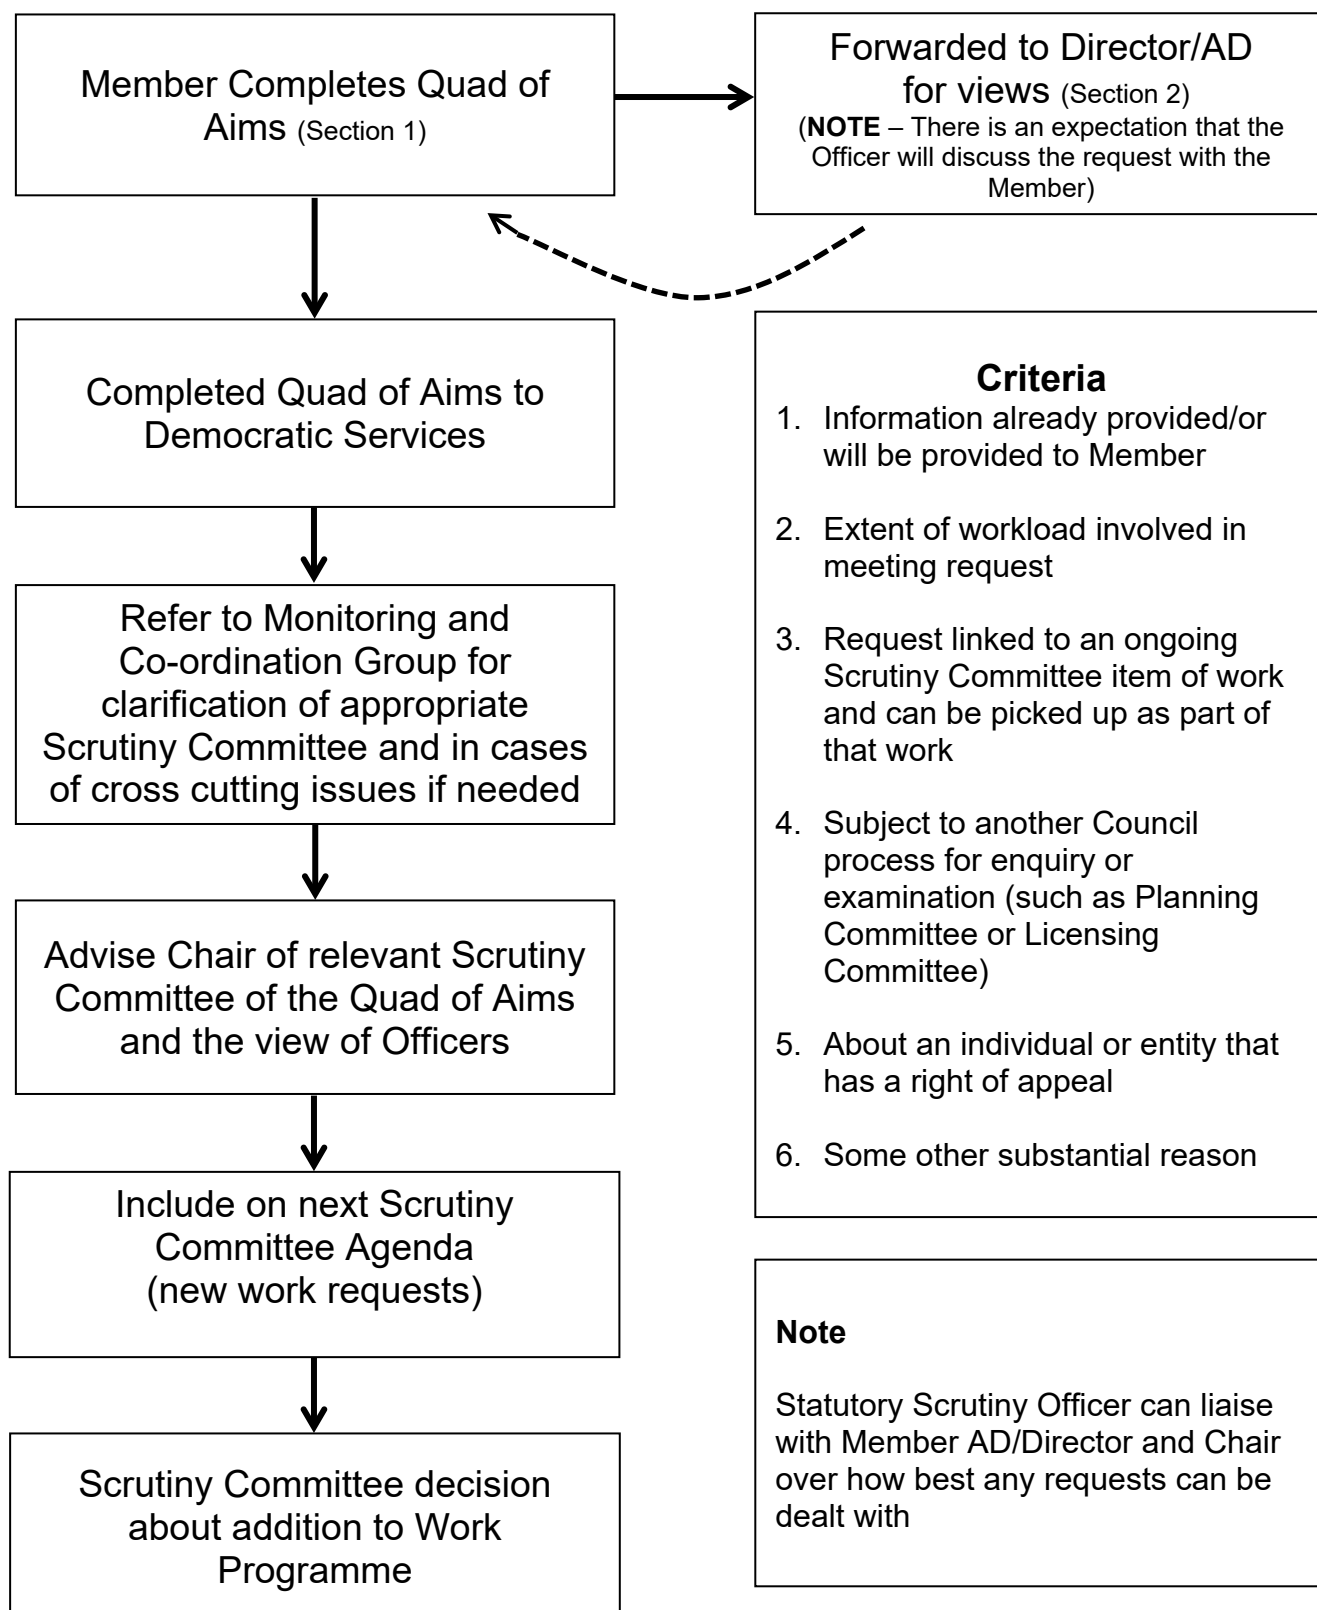 Member Completes Quad of
Aims (Section 1)
Forwarded to Director/AD
for views (Section 2)
(NOTE – There is an expectation that the
Officer will discuss the request with the
Member)
Completed Quad of Aims to
Democratic Services
Refer to Monitoring and
Co-ordination Group for
clarification of appropriate
Scrutiny Committee and in cases
of cross cutting issues if needed
Advise Chair of relevant Scrutiny
Committee of the Quad of Aims
and the view of Officers
Include on next Scrutiny
Committee Agenda
(new work requests)
Scrutiny Committee decision
about addition to Work
Programme
Criteria
1. Information already provided/or
will be provided to Member
2. Extent of workload involved in
meeting request
3. Request linked to an ongoing
Scrutiny Committee item of work
and can be picked up as part of
that work
4. Subject to another Council
process for enquiry or
examination (such as Planning
Committee or Licensing
Committee)
5. About an individual or entity that
has a right of appeal
6. Some other substantial reason
Note
Statutory Scrutiny Officer can liaise
with Member AD/Director and Chair
over how best any requests can be
dealt with